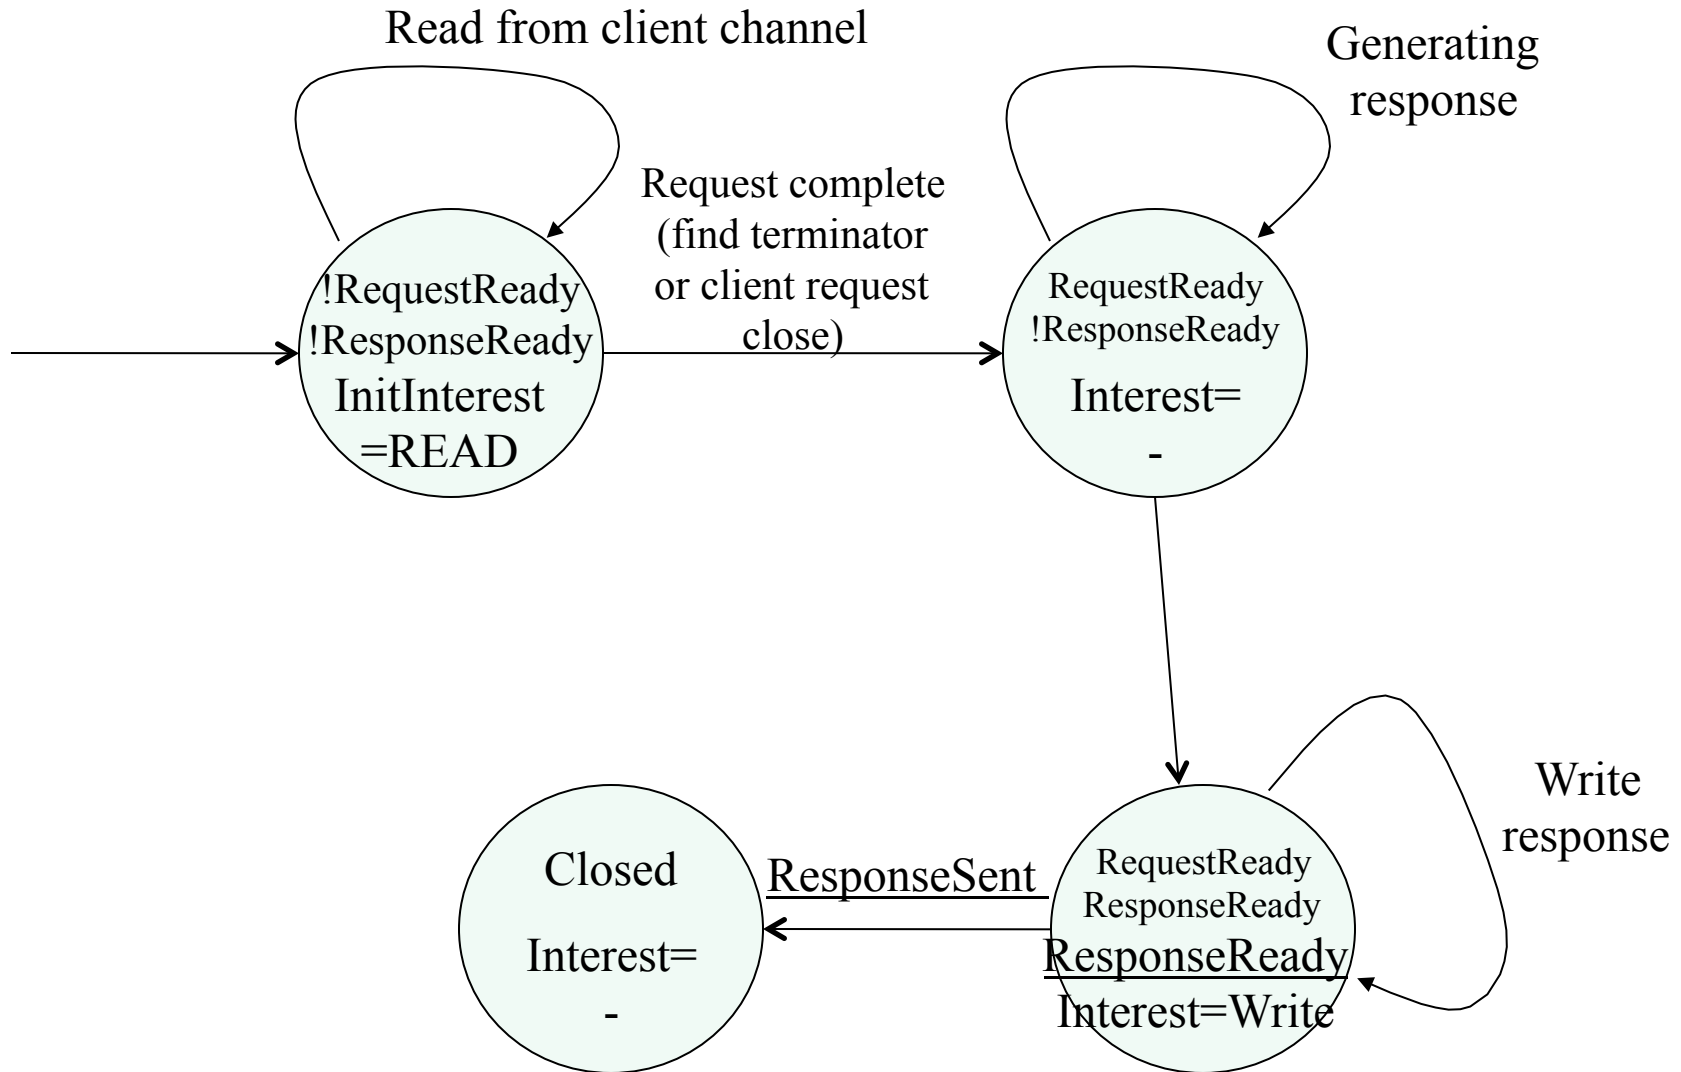 Read from client channel
Generating
response
Request complete
(find terminator
or client request
close)
!RequestReady
!ResponseReady
InitInterest
=READ
RequestReady
!ResponseReady
Interest=
-
Write
response
Closed
Interest=
-
ResponseSent
RequestReady
ResponseReady
ResponseReady
Interest=Write